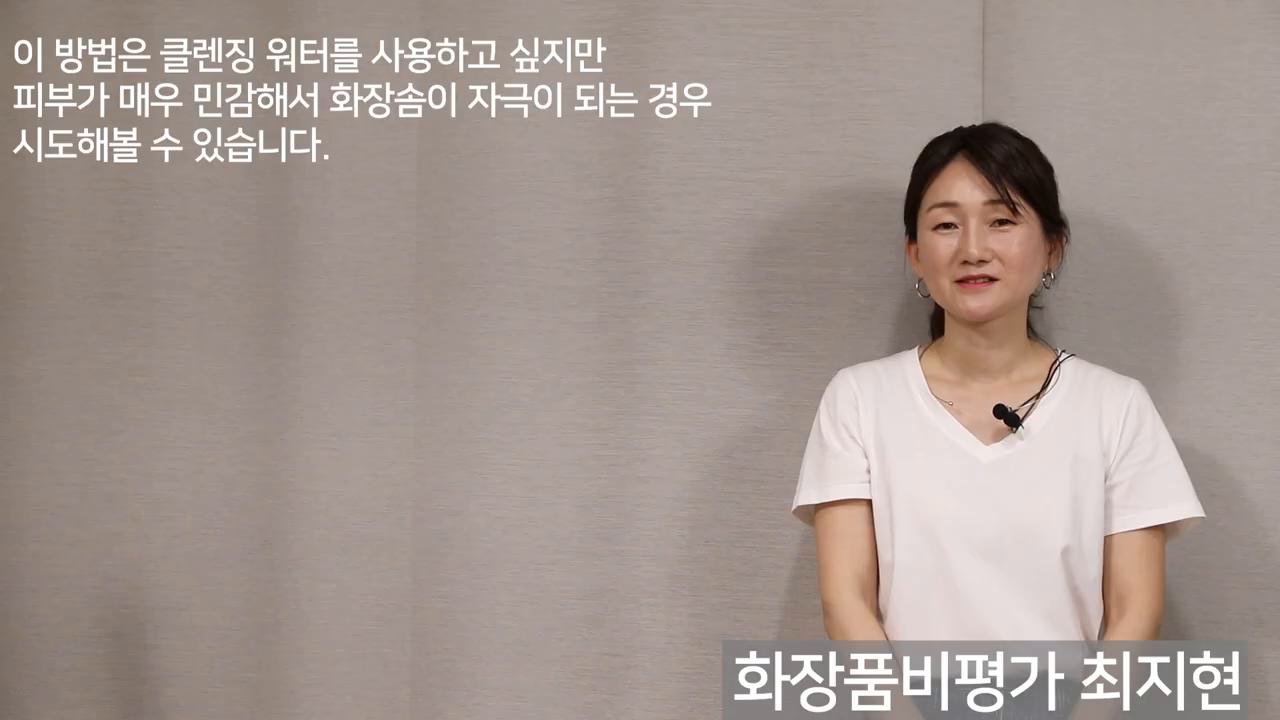 이 방법은 클렌징 워터를 사용하고 싶지만
피부가 매우 민감해서 화장솜이 자극이 되는 경우
시도해볼 수 있습니다.
화장품비평가 최지현